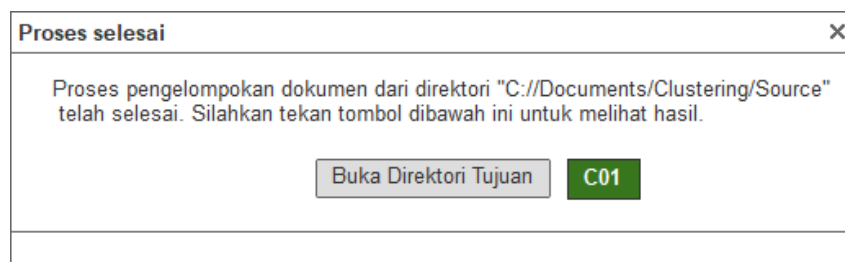 Proses selesai
Proses pengelompokan dokumen dari direktori "C://Documents/Clustering/Source"
telah selesai. Silahkan tekan tombol dibawah ini untuk melihat hasil.
Buka Direktori Tujuan C01